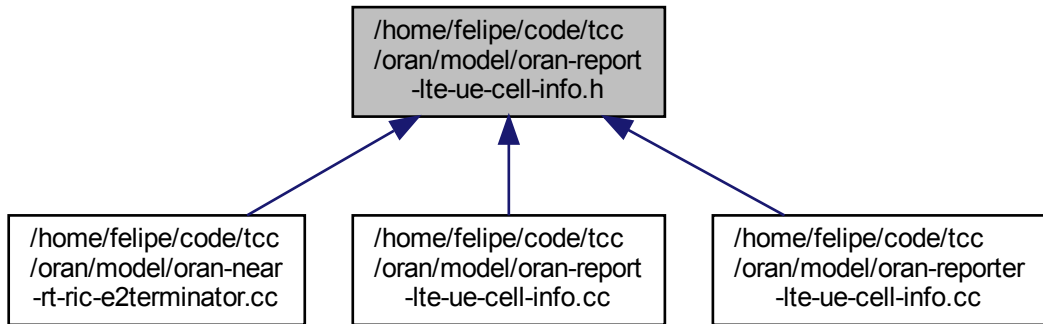 /home/felipe/code/tcc
/oran/model/oran-report
-lte-ue-cell-info.h
/home/felipe/code/tcc
/oran/model/oran-near
-rt-ric-e2terminator.cc
/home/felipe/code/tcc
/oran/model/oran-report
-lte-ue-cell-info.cc
/home/felipe/code/tcc
/oran/model/oran-reporter
-lte-ue-cell-info.cc